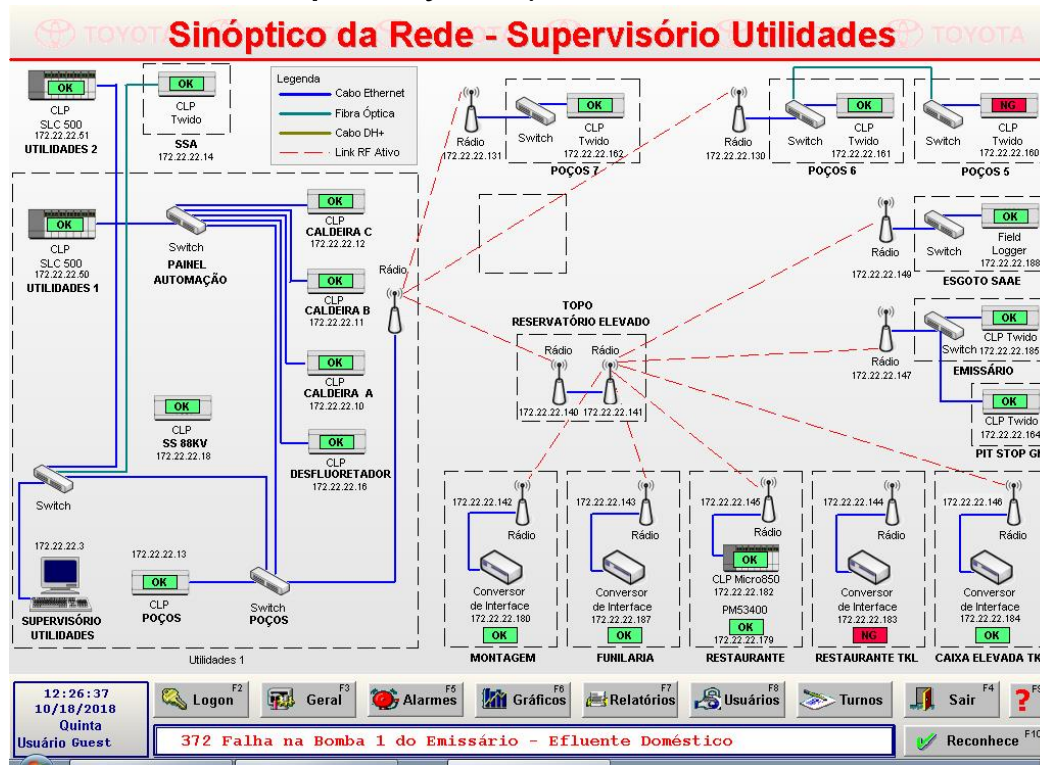 Sinóptico da Rede - Supervisório Utilidades
TOYOTA
OK
CLP
SLC 500
172.22.22.51
UTILIDADES 2
OK
CLP
Twido
SSA
172.22.22.14
Legenda
Cabo Ethernet
Fibra Óptica
Cabo DH+
Link RF Ativo
Rádio
172.22.22.131
Switch
OK
CLP
Twido
172.22.22.162
POÇOS 7
Rádio
172.22.22.130
Switch
OK
CLP
Twido
172.22.22.161
POÇOS 6
Switch
NG
CLP
Twido
172.22.22.160
POÇOS 5
OK
CLP
SLC 500
172.22.22.50
UTILIDADES 1
Switch
PAINEL
AUTOMAÇÃO
OK
CLP
CALDEIRA C
172.22.22.12
OK
CLP
CALDEIRA B
172.22.22.11
OK
CLP
CALDEIRA A
172.22.22.10
OK
CLP
DESFLUORETADOR
172.22.22.16
Rádio
OK
CLP
SS 88KV
172.22.22.18
Switch
172.22.22.3
SUPERVISÓRIO
UTILIDADES
172.22.22.13
OK
CLP
POÇOS
Switch
POÇOS
Utilidades 1
TOPO
RESERVATÓRIO ELEVADO
Rádio Rádio
172.22.22.140 172.22.22.141
Rádio
172.22.22.149
Switch
OK
Field
Logger
172.22.22.188
ESGOTO SAAE
Rádio
172.22.22.147
Switch
OK
CLP Twido
172.22.22.185
EMISSÁRIO
OK
CLP Twido
172.22.22.164
PIT STOP G
172.22.22.142
Rádio
Conversor
de Interface
172.22.22.180
OK
MONTAGEM
172.22.22.143
Rádio
Conversor
de Interface
172.22.22.187
OK
FUNILARIA
172.22.22.145
Rádio
OK
CLP Micro850
172.22.22.182
PM53400
OK
172.22.22.179
RESTAURANTE
172.22.22.144
Rádio
Conversor
de Interface
172.22.22.183
NG
RESTAURANTE TKL
172.22.22.146
Rádio
Conversor
de Interface
172.22.22.184
OK
CAIXA ELEVADA TK
12:26:37
10/18/2018
Quinta
Usuário Guest
Logon F2
Geral F3
Alarmes F5
Gráficos F6
Relatórios F7
Usuários F8
Turnos
Sair F4
? F9
372 Falha na Bomba 1 do Emissário - Efluente Doméstico
Reconhece F10